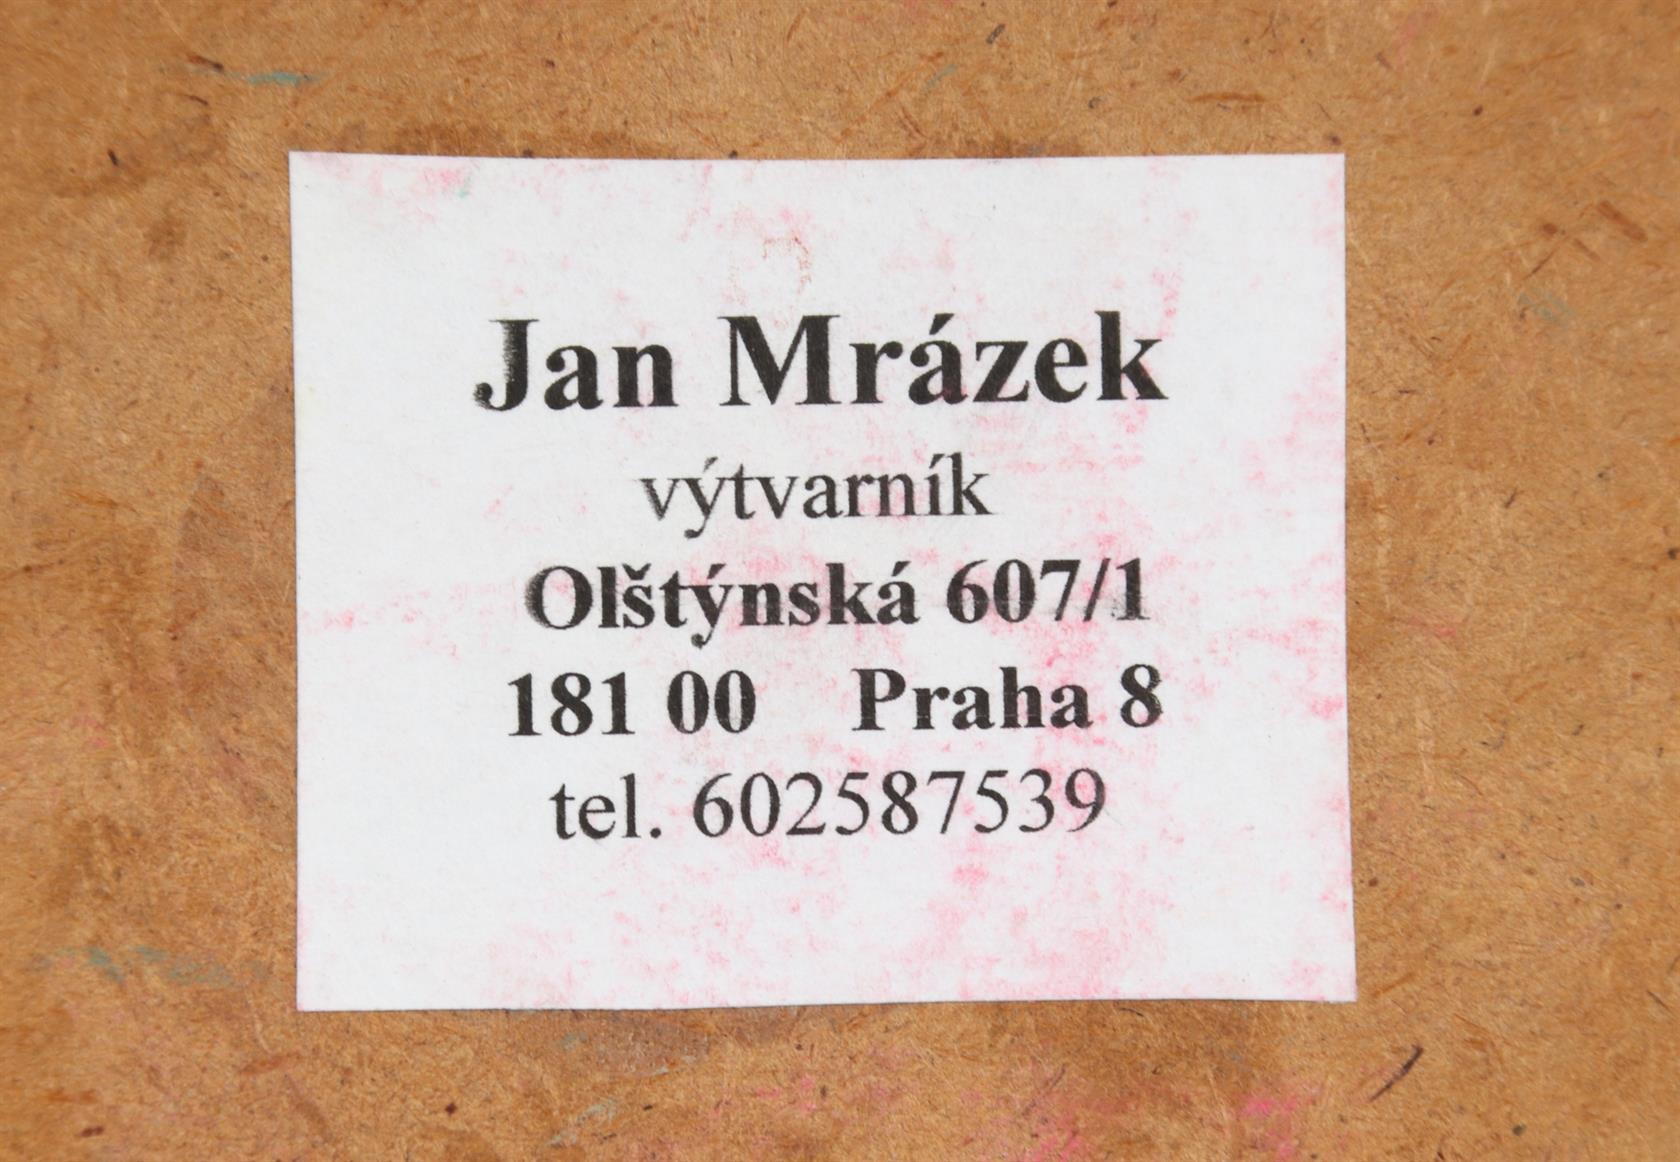 Jan Mrázek
výtvarník
Olštýnská 607/1
181 00 Praha 8
tel. 602587539